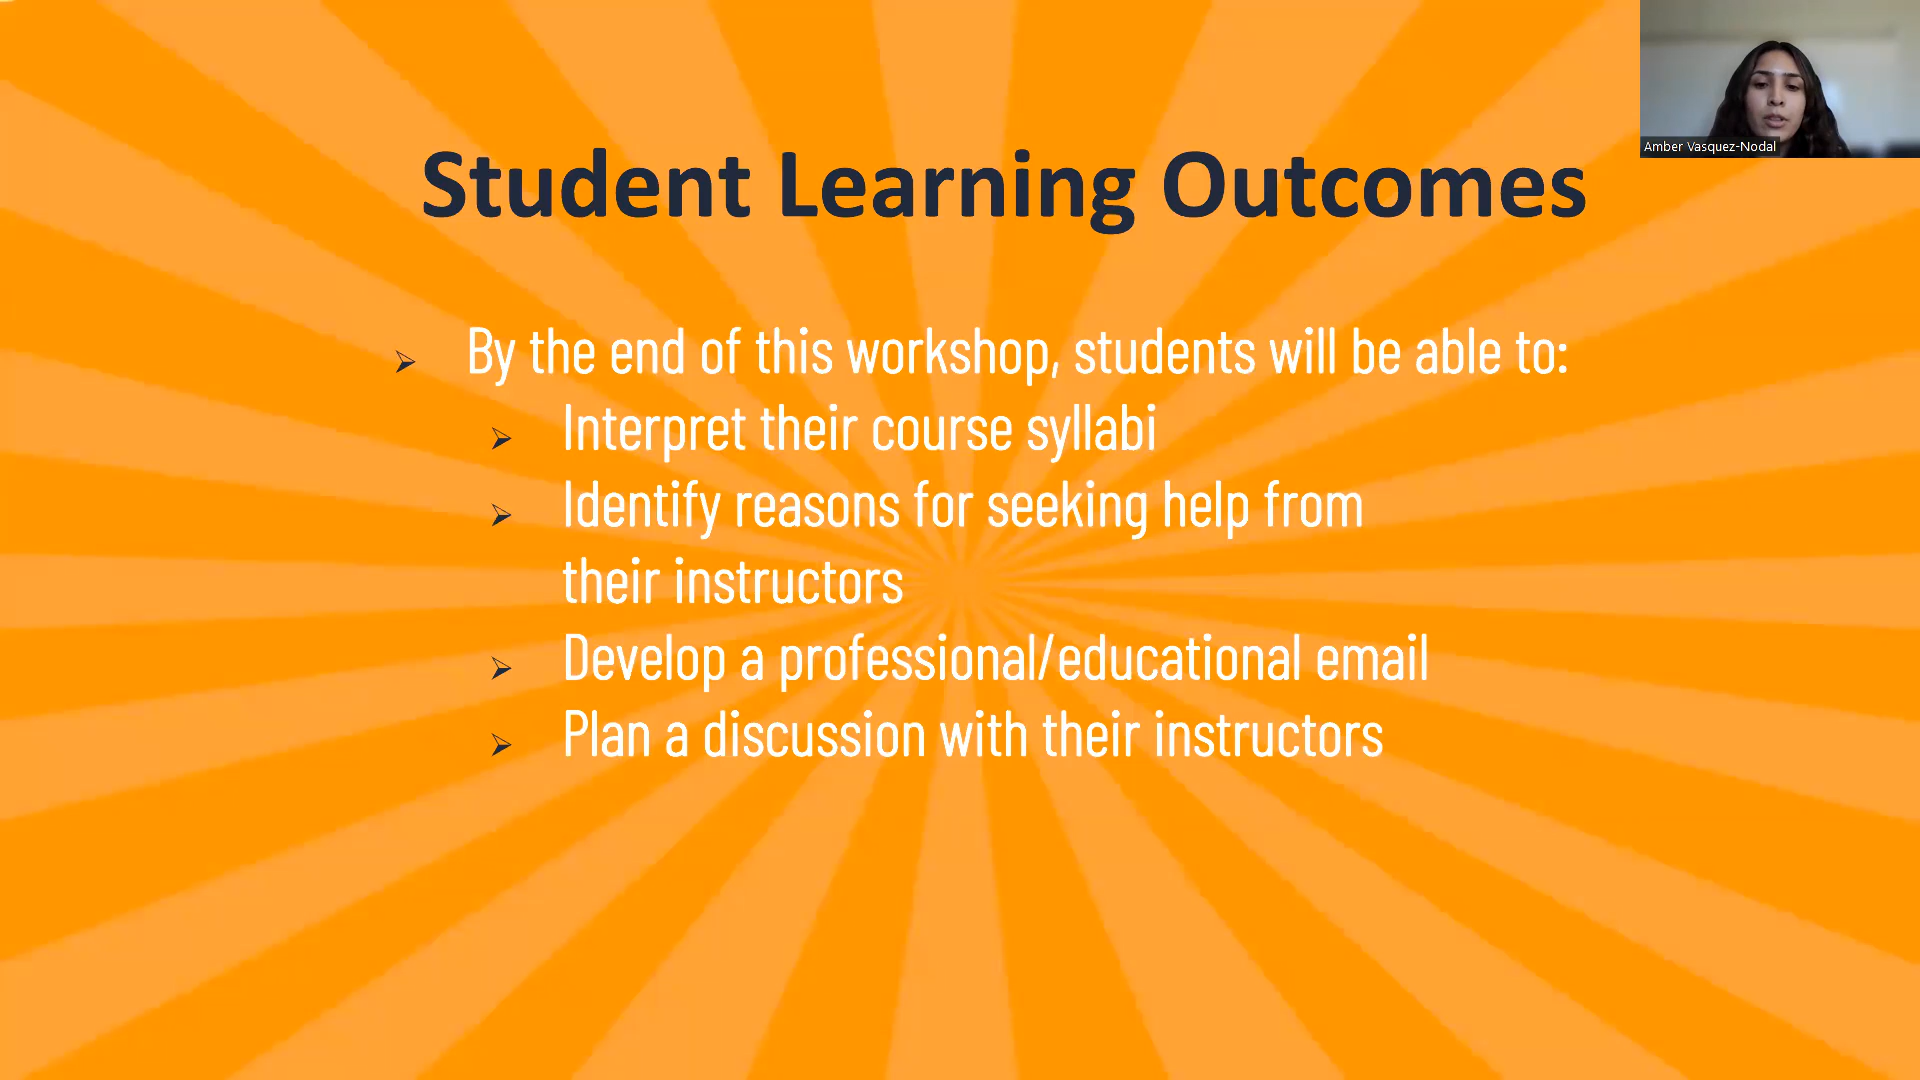 Amber Vasquez-Nodal
Student Learning Outcomes
By the end of this workshop, students will be able to:
Interpret their course syllabi
Identify reasons for seeking help from
their instructors
Develop a professional/educational email
Plan a discussion with their instructors